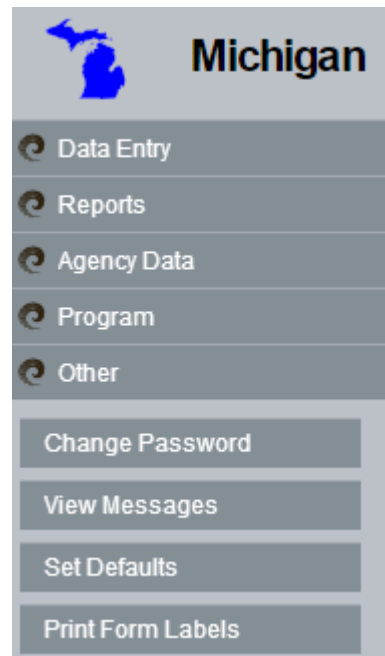 Michigan
Data Entry
Reports
Agency Data
Program
Other
Change Password
View Messages
Set Defaults
Print Form Labels